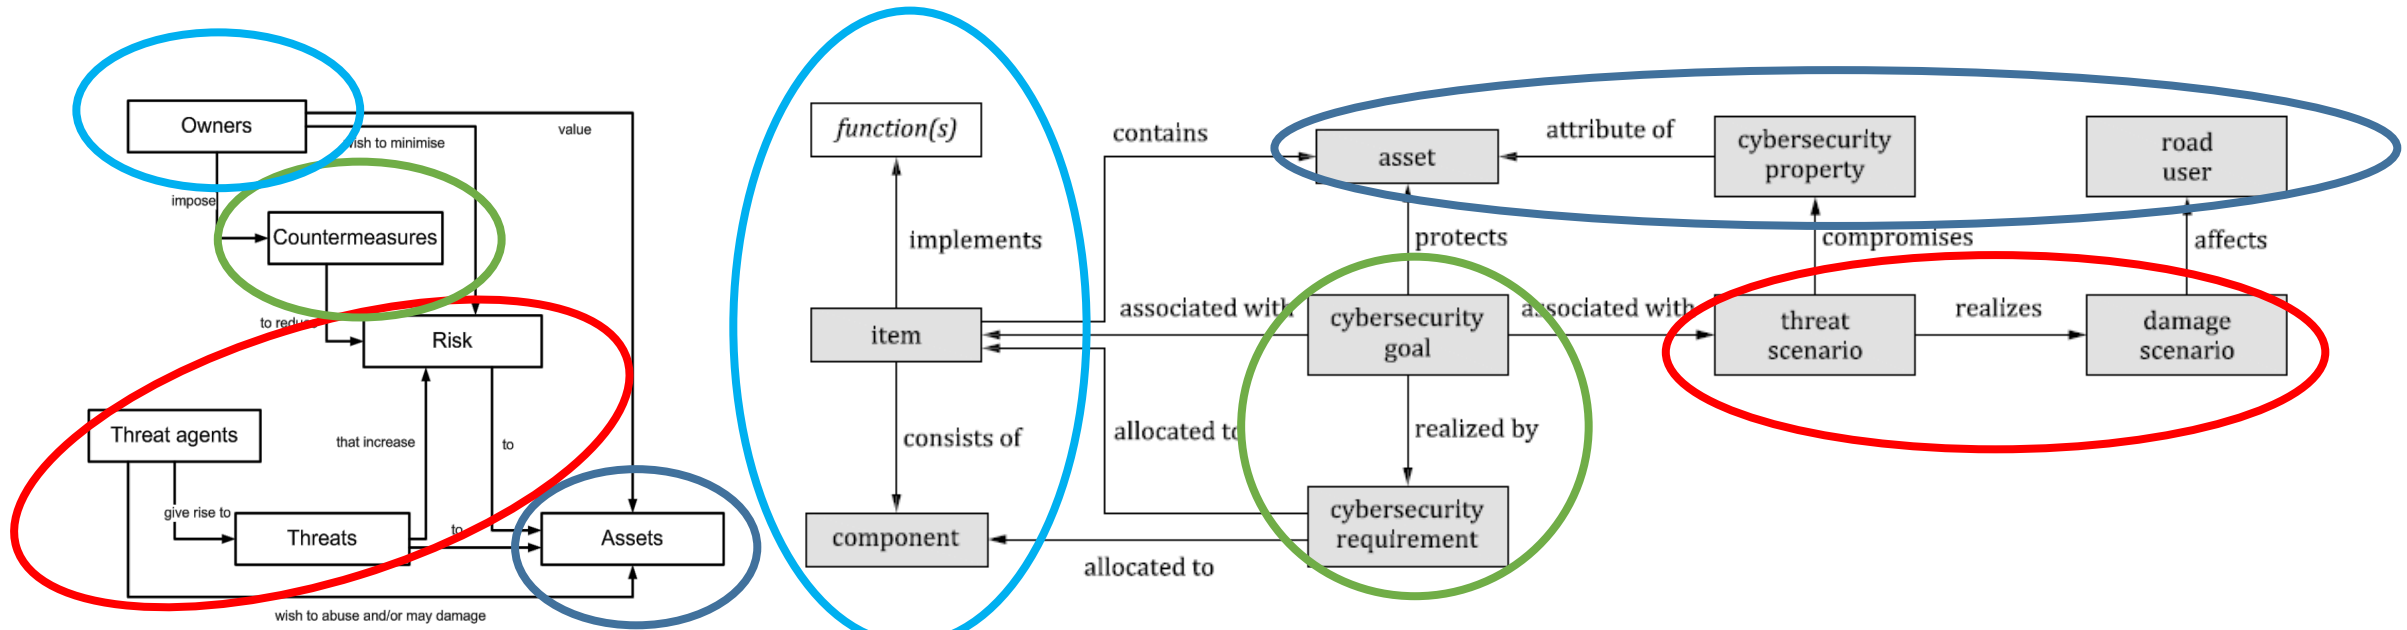 Owners
value
wish to minimise
impose
Countermeasures
to reduce
Risk
Threat agents
that increase
to
give rise to
Threats
to
Assets
wish to abuse and/or may damage
function(s)
implements
item
consists of
component
contains
asset
attribute of
cybersecurity
property
road
user
protects
compromises
affects
associated with
cybersecurity
goal
associated with
threat
scenario
realizes
damage
scenario
allocated to
realized by
cybersecurity
requirement
allocated to